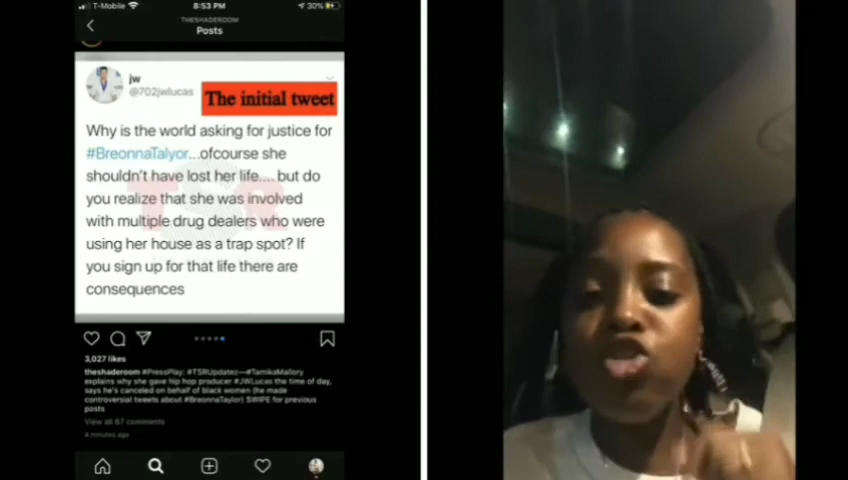 T-Mobile
8:53 PM
30%
THESHADEROOM
Posts
jw
@702jwlucas
The initial tweet
Why is the world asking for justice for
#BreonnaTalyor...ofcourse she
shouldn't have lost her life.... but do
you realize that she was involved
with multiple drug dealers who were
using her house as a trap spot? If
you sign up for that life there are
consequences
TSR
3,027 likes
theshaderoom #PressPlay: #TSRUpdatez—#TamikaMallory
explains why she gave hip hop producer #JWLucas the time of day,
says he's canceled on behalf of black women (he made
controversial tweets about #BreonnaTaylor) SWIPE for previous
posts
View all 67 comments
4 minutes ago